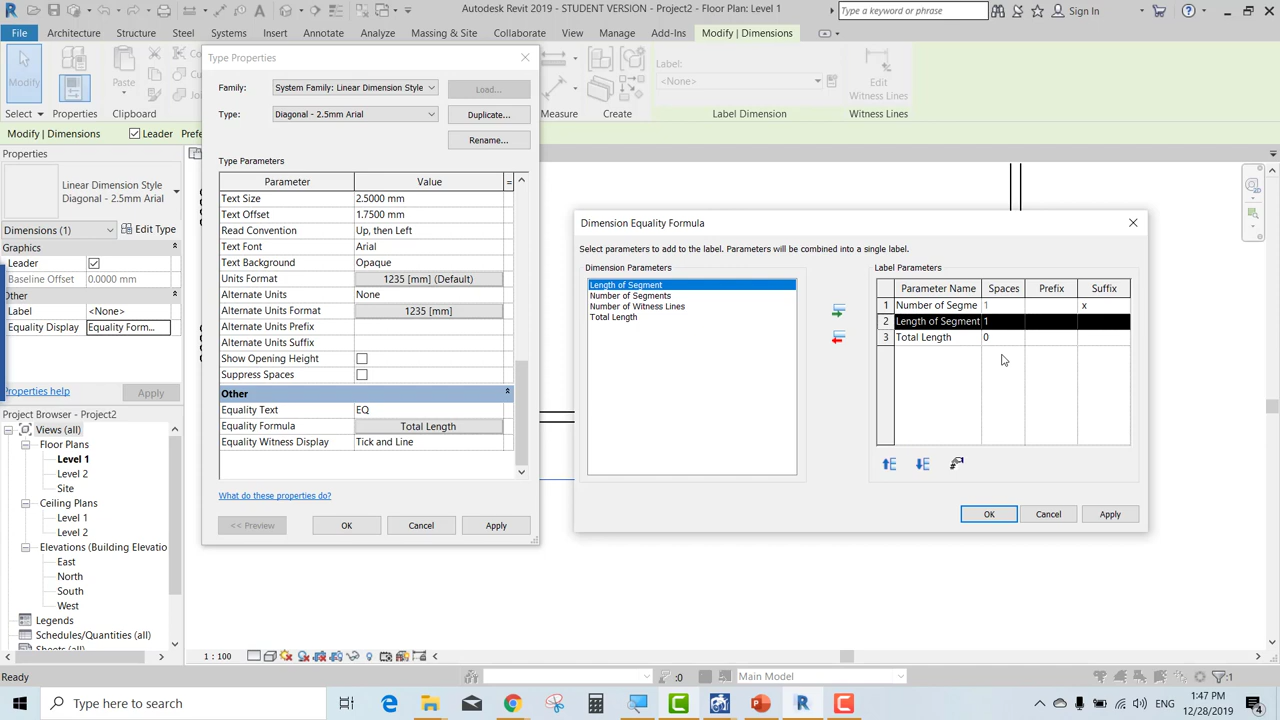 Autodesk Revit 2019 - STUDENT VERSION - Project2 - Floor Plan: Level 1
Type a keyword or phrase
Sign In
File Architecture Structure Steel Systems Insert Annotate Analyze Massing & Site Collaborate View Manage Add-Ins Modify | Dimensions
Modify
Paste
Label:
<None>
Edit
Witness Lines
Select Properties Clipboard Measure Create Label Dimension Witness Lines
Modify | Dimensions Leader
Properties
Linear Dimension Style
Diagonal - 2.5mm Arial
Dimensions (1) Edit Type
Graphics
Leader
Baseline Offset 0.0000 mm
Other
Label <None>
Equality Display Equality Form...
Properties help Apply
Project Browser - Project2
Views (all)
Floor Plans
Level 1
Level 2
Site
Ceiling Plans
Level 1
Level 2
Elevations (Building Elevatio
East
North
South
West
Legends
Schedules/Quantities (all)
Type Properties
Family: System Family: Linear Dimension Style Load...
Type: Diagonal - 2.5mm Arial Duplicate...
Rename...
Type Parameters
Parameter Value =
Text Size 2.5000 mm
Text Offset 1.7500 mm
Read Convention Up, then Left
Text Font Arial
Text Background Opaque
Units Format 1235 [mm] (Default)
Alternate Units None
Alternate Units Format 1235 [mm]
Alternate Units Prefix
Alternate Units Suffix
Show Opening Height
Suppress Spaces
Other
Equality Text EQ
Equality Formula Total Length
Equality Witness Display Tick and Line
What do these properties do?
<< Preview OK Cancel Apply
Dimension Equality Formula
Select parameters to add to the label. Parameters will be combined into a single label.
Dimension Parameters
Length of Segment
Number of Segments
Number of Witness Lines
Total Length
Label Parameters
Parameter Name Spaces Prefix Suffix
1 Number of Segme 1 x
2 Length of Segment 1
3 Total Length 0
OK Cancel Apply
1 : 100
Ready
:0
Main Model
:1
Type here to search
ENG
1:47 PM
12/28/2019
4